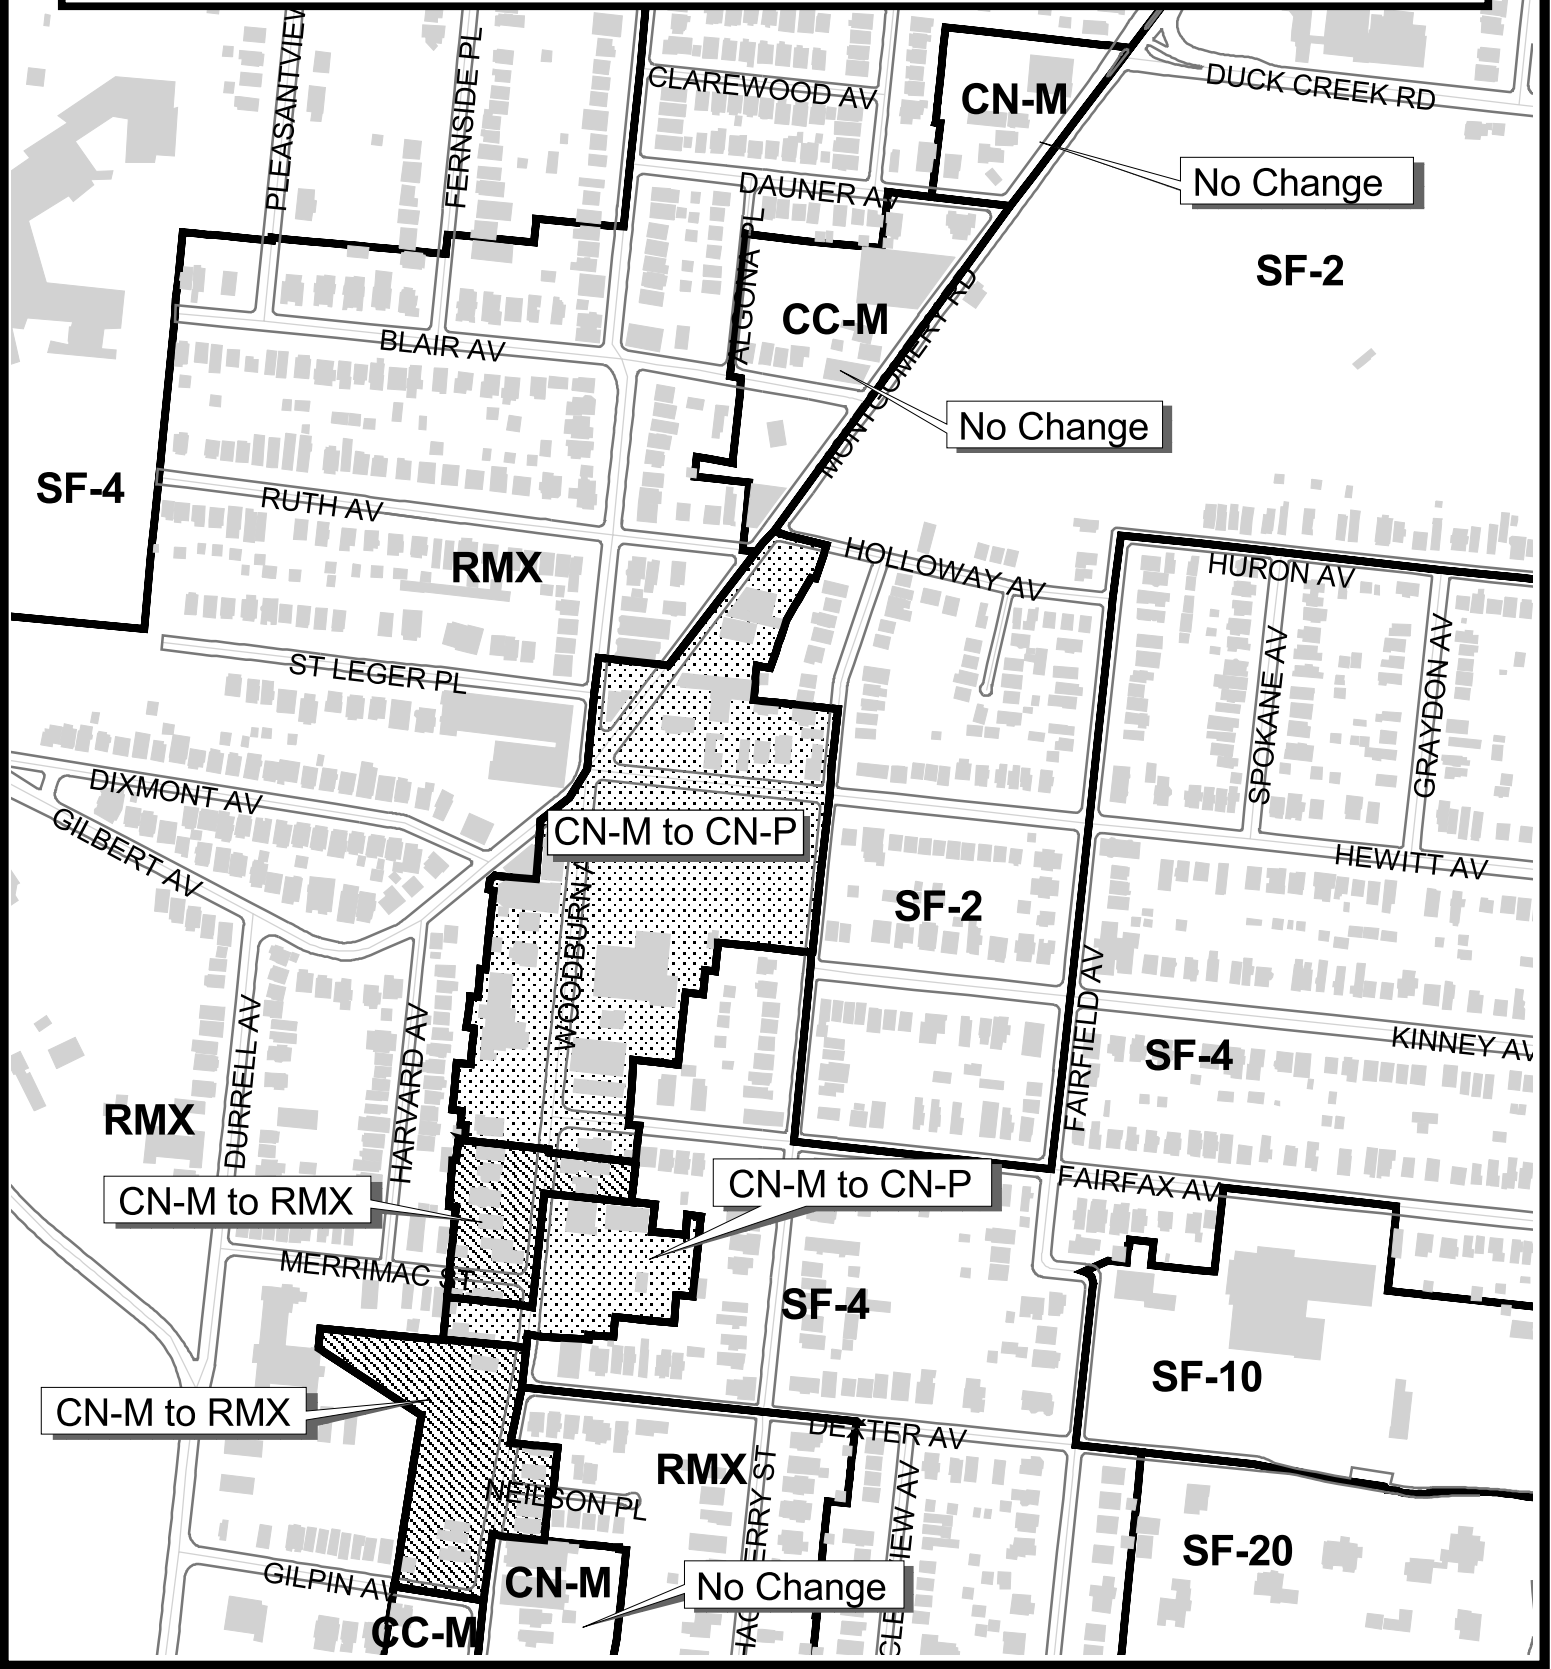 PLEASANTVIEW
FERNSIDE PL
CLAREWOOD AV
CN-M
DUCK CREEK RD
No Change
DAUNER AV
SF-2
ALGONA PL
CC-M
MONTGOMERY RD
BLAIR AV
No Change
SF-4
RUTH AV
RMX
HOLLOWAY AV
HURON AV
ST LEGER PL
SPOKANE AV
GRAYDON AV
DIXMONT AV
GILBERT AV
CN-M to CN-P
HEWITT AV
SF-2
WOODBURN
DURRELL AV
HARVARD AV
FAIRFIELD AV
SF-4
KINNEY AV
RMX
CN-M to RMX
CN-M to CN-P
FAIRFAX AV
MERRIMAC ST
SF-4
SF-10
CN-M to RMX
DEXTER AV
RMX
NEILSON PL
ERRY ST
VIEW AV
SF-20
GILPIN AV
CN-M
No Change
CC-M